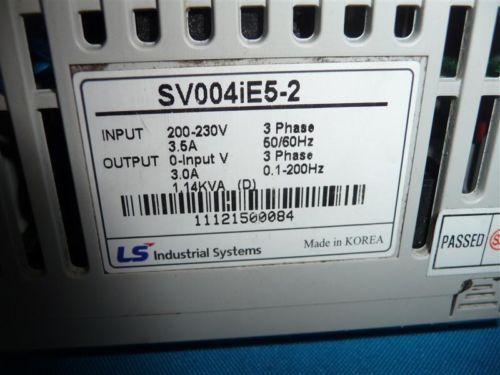 SV004iE5-2
INPUT 200-230V 3 Phase
3.5A 50/60Hz
OUTPUT 0-Input V 3 Phase
3.0A 0.1-200Hz
1.14KVA (D)
11121500084
LS Industrial Systems Made in KOREA
PASSED